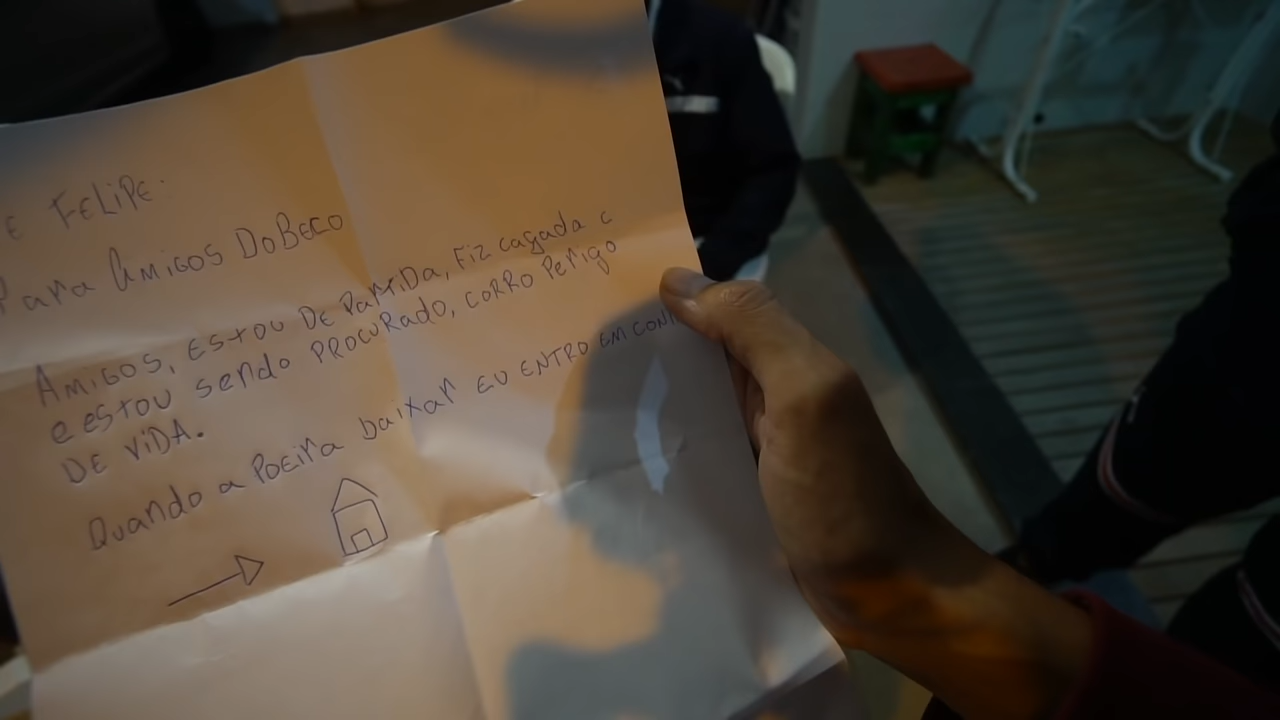 E FELIPE.
Para AMIGOS DO BECO
AMIGOS, ESTOU DE PARTIDA, FIZ cagada
e estou sendo PROCURADO, CORRO Perigo
DE VIDA.
Quando a POEIRA baixar EU ENTRO EM